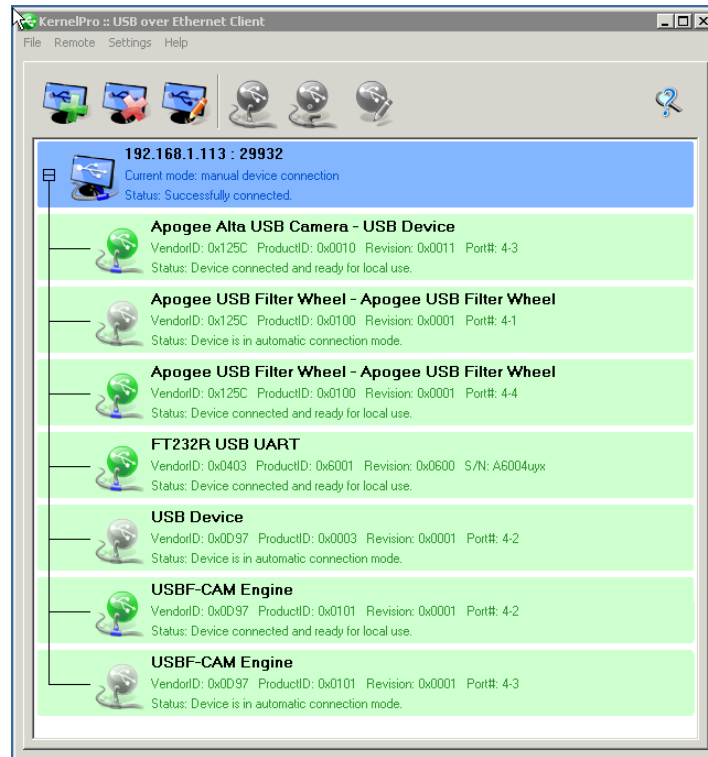 KernelPro :: USB over Ethernet Client
File Remote Settings Help
192.168.1.113 : 29932
Current mode: manual device connection
Status: Successfully connected.
Apogee Alta USB Camera - USB Device
VendorID: 0x125C ProductID: 0x0010 Revision: 0x0011 Port#: 4-3
Status: Device connected and ready for local use.
Apogee USB Filter Wheel - Apogee USB Filter Wheel
VendorID: 0x125C ProductID: 0x0100 Revision: 0x0001 Port#: 4-1
Status: Device is in automatic connection mode.
Apogee USB Filter Wheel - Apogee USB Filter Wheel
VendorID: 0x125C ProductID: 0x0100 Revision: 0x0001 Port#: 4-4
Status: Device connected and ready for local use.
FT232R USB UART
VendorID: 0x0403 ProductID: 0x6001 Revision: 0x0600 S/N: A6004uyx
Status: Device connected and ready for local use.
USB Device
VendorID: 0x0D97 ProductID: 0x0003 Revision: 0x0001 Port#: 4-2
Status: Device is in automatic connection mode.
USBF-CAM Engine
VendorID: 0x0D97 ProductID: 0x0101 Revision: 0x0001 Port#: 4-2
Status: Device connected and ready for local use.
USBF-CAM Engine
VendorID: 0x0D97 ProductID: 0x0101 Revision: 0x0001 Port#: 4-3
Status: Device is in automatic connection mode.